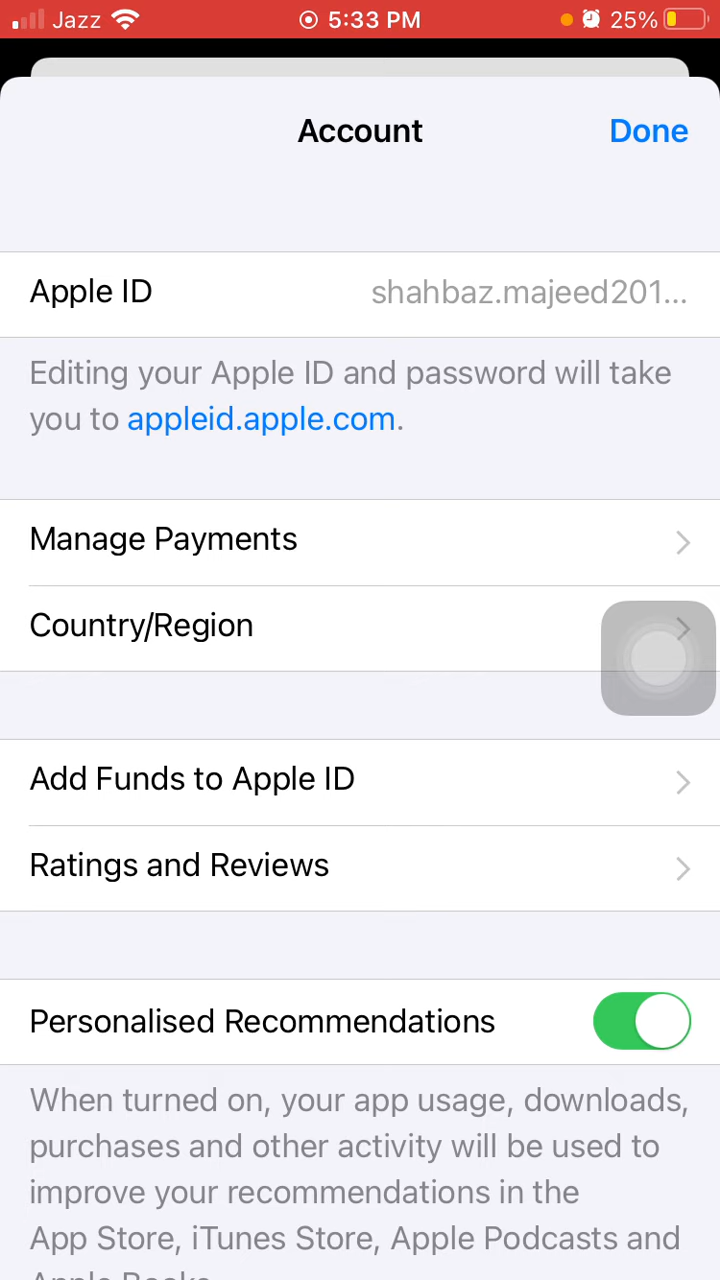 Jazz 5:33 PM 25%
Account Done
Apple ID shahbaz.majeed201...
Editing your Apple ID and password will take
you to appleid.apple.com.
Manage Payments
Country/Region
Add Funds to Apple ID
Ratings and Reviews
Personalised Recommendations
When turned on, your app usage, downloads,
purchases and other activity will be used to
improve your recommendations in the
App Store, iTunes Store, Apple Podcasts and
Apple Books